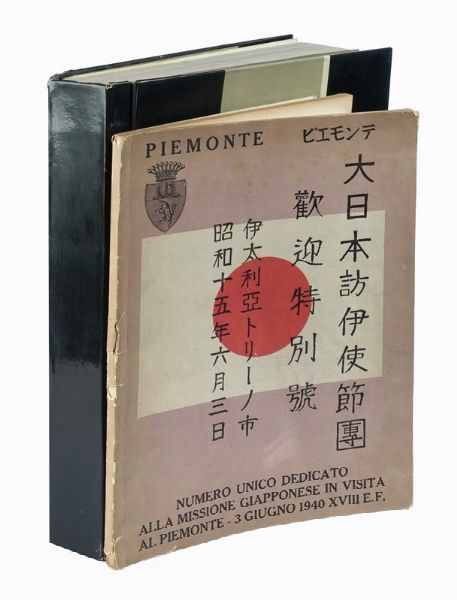 PIEMONTE
ピエモンテ
大日本訪伊使節團
歡迎特別號
伊太利亞トリーノ市
昭和十五年六月三日
NUMERO UNICO DEDICATO
ALLA MISSIONE GIAPPONESE IN VISITA
AL PIEMONTE - 3 GIUGNO 1940 XVIII E.F.